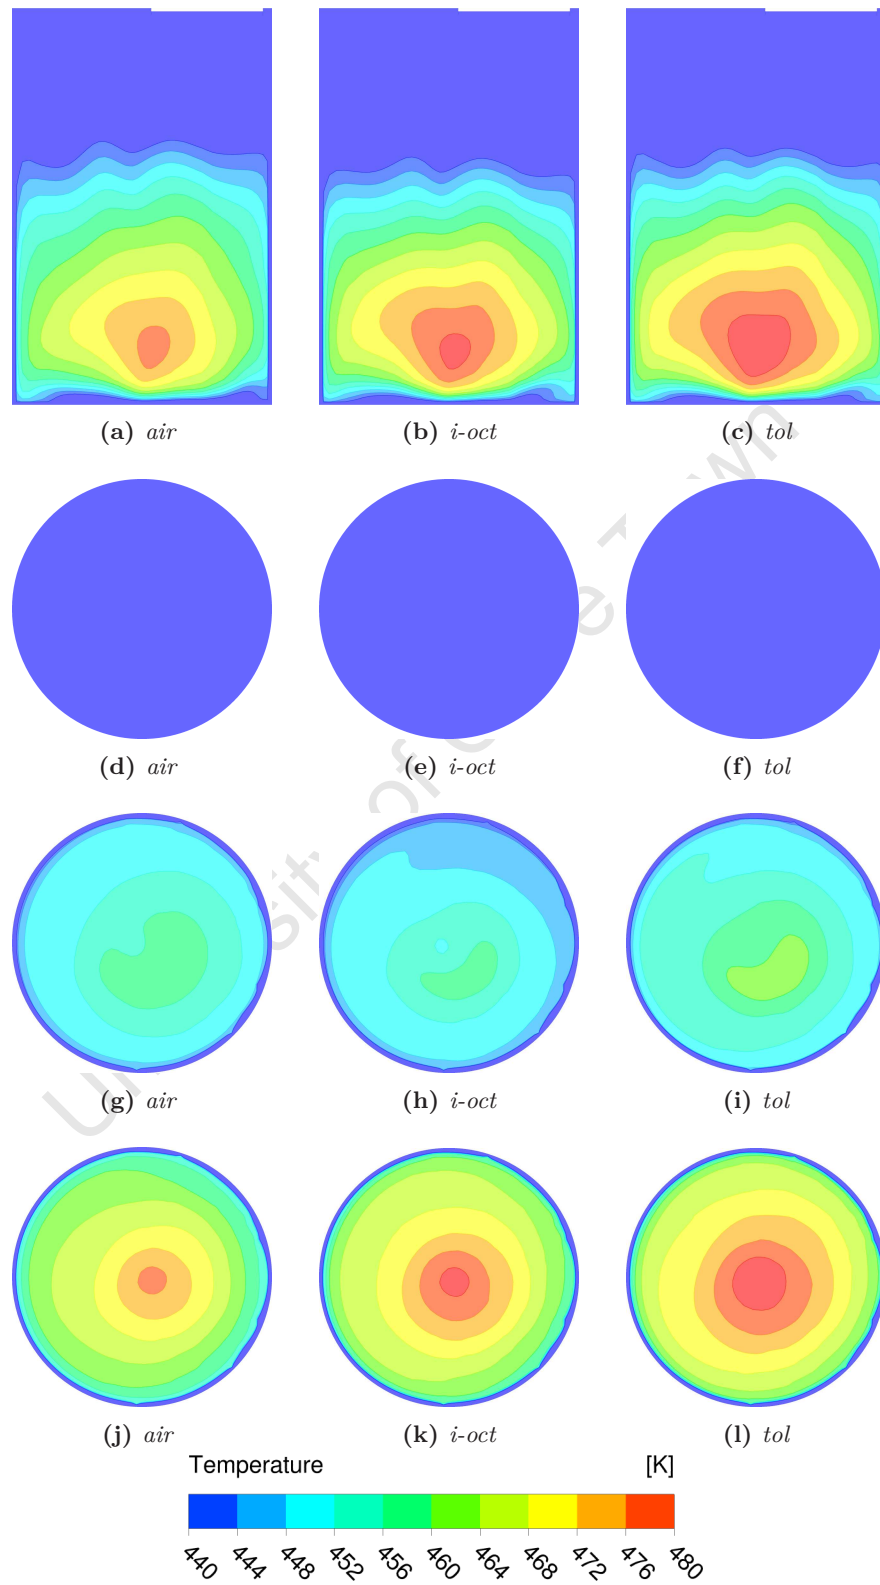 (a) air (b) i-oct (c) tol
(d) air (e) i-oct (f) tol
(g) air (h) i-oct (i) tol
(j) air (k) i-oct (l) tol
Temperature [K]
440 444 448 452 456 460 464 468 472 476 480